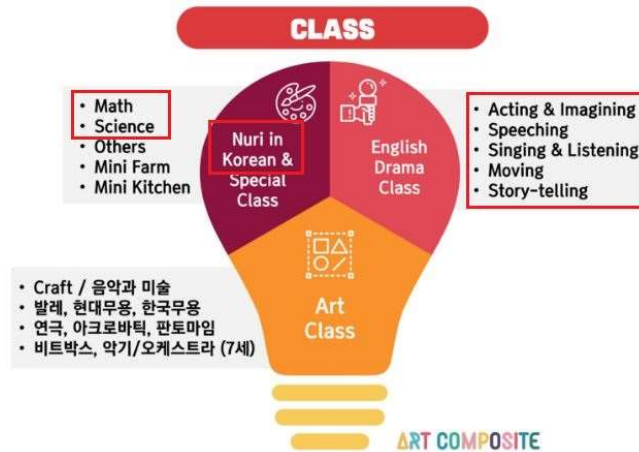 CLASS
• Math
• Science
• Others
• Mini Farm
• Mini Kitchen
Nuri in
Korean &
Special
Class
English
Drama
Class
• Acting & Imagining
• Speeching
• Singing & Listening
• Moving
• Story-telling
Art
Class
• Craft / 음악과 미술
• 발레, 현대무용, 한국무용
• 연극, 아크로바틱, 판토마임
• 비트박스, 악기/오케스트라 (7세)
ART COMPOSITE